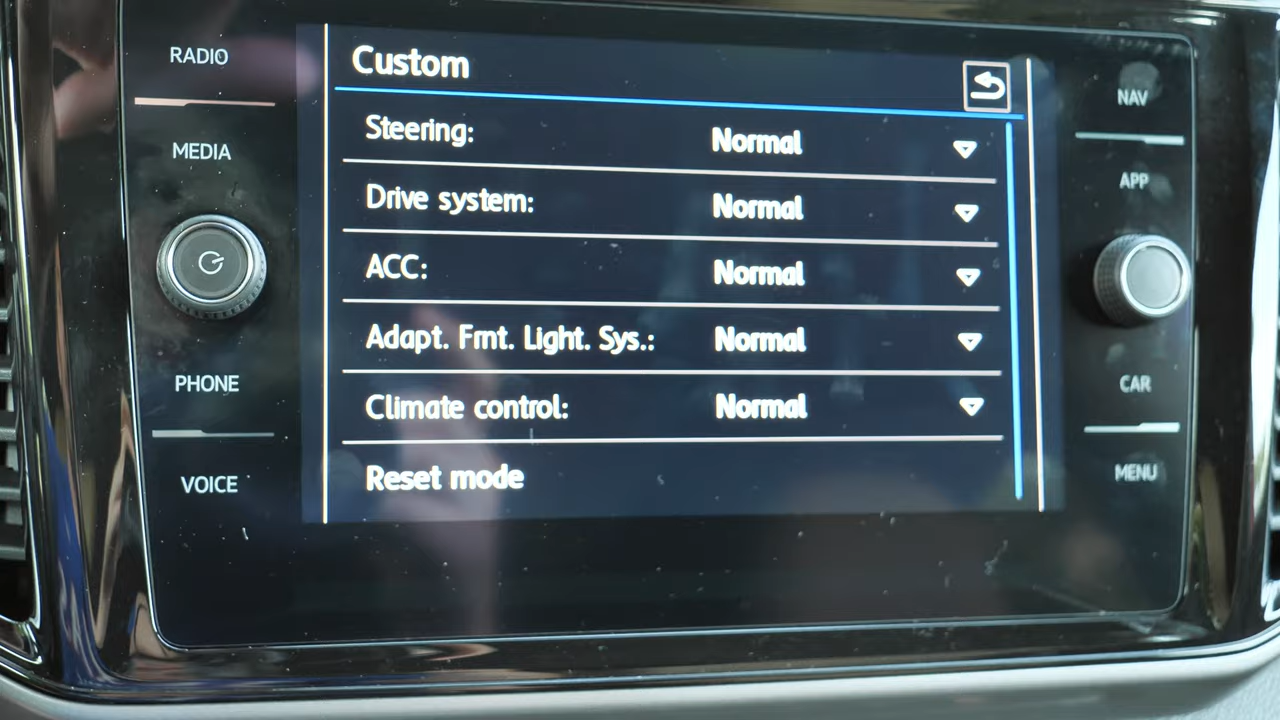 RADIO
MEDIA
PHONE
VOICE
Custom
Steering: Normal
Drive system: Normal
ACC: Normal
Adapt. Frnt. Light. Sys.: Normal
Climate control: Normal
Reset mode
NAV
APP
CAR
MENU